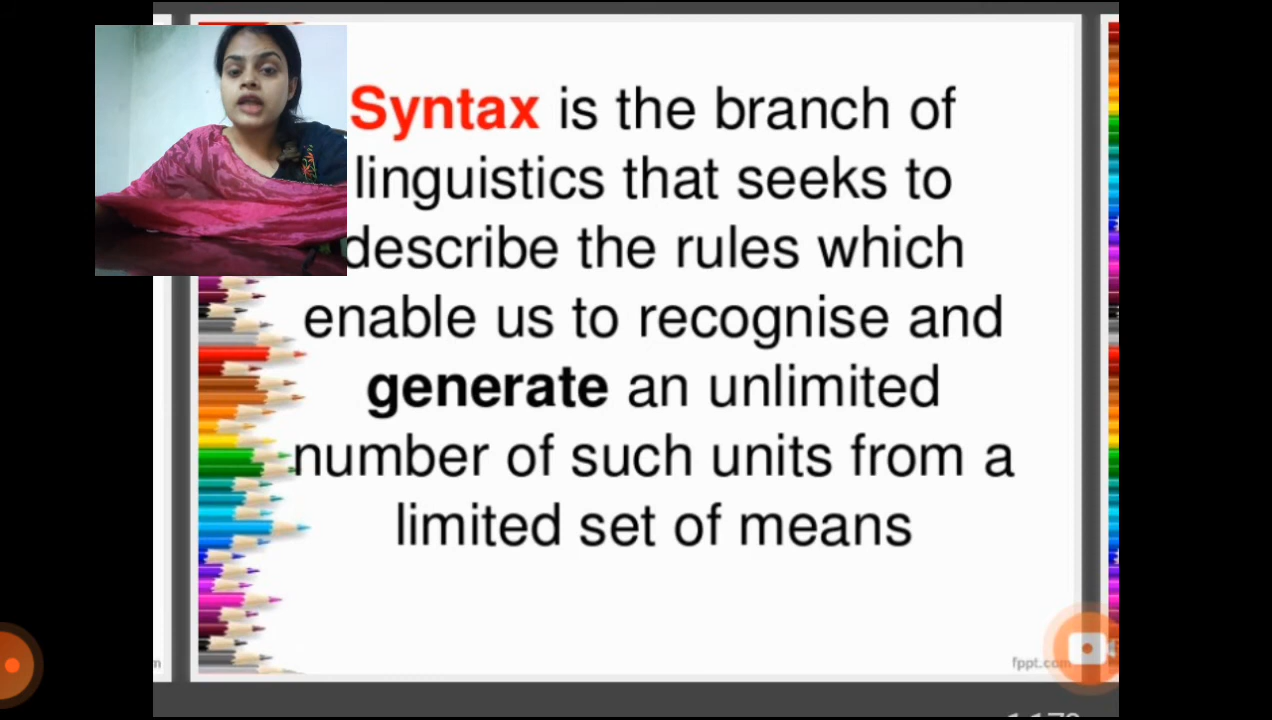 Syntax is the branch of
linguistics that seeks to
describe the rules which
enable us to recognise and
generate an unlimited
number of such units from a
limited set of means
fppt.com